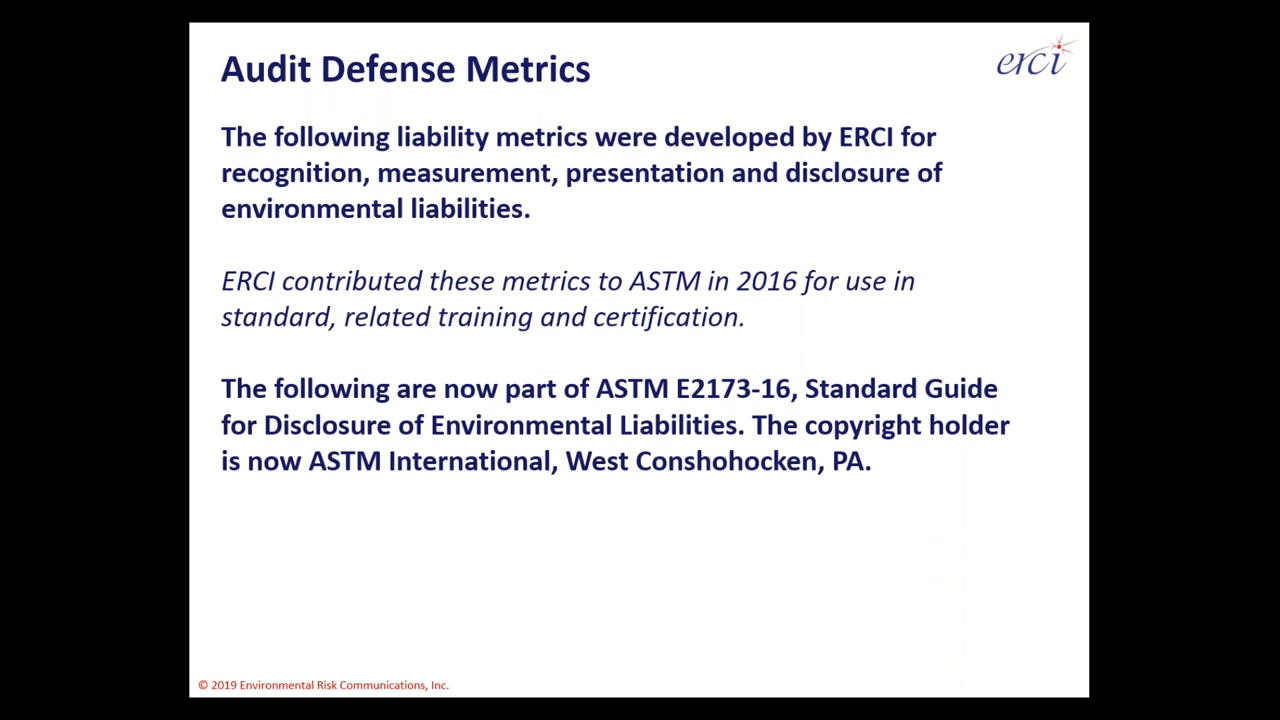 Audit Defense Metrics
erci
The following liability metrics were developed by ERCI for
recognition, measurement, presentation and disclosure of
environmental liabilities.
ERCI contributed these metrics to ASTM in 2016 for use in
standard, related training and certification.
The following are now part of ASTM E2173-16, Standard Guide
for Disclosure of Environmental Liabilities. The copyright holder
is now ASTM International, West Conshohocken, PA.
© 2019 Environmental Risk Communications, Inc.